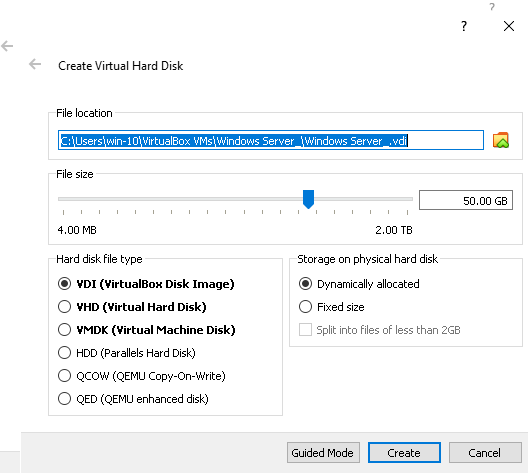 ?
?
Create Virtual Hard Disk
File location
C:\Users\win-10\VirtualBox VMs\Windows Server_\Windows Server_.vdi
File size
50.00 GB
4.00 MB 2.00 TB
Hard disk file type
VDI (VirtualBox Disk Image)
VHD (Virtual Hard Disk)
VMDK (Virtual Machine Disk)
HDD (Parallels Hard Disk)
QCOW (QEMU Copy-On-Write)
QED (QEMU enhanced disk)
Storage on physical hard disk
Dynamically allocated
Fixed size
Split into files of less than 2GB
Guided Mode
Create
Cancel